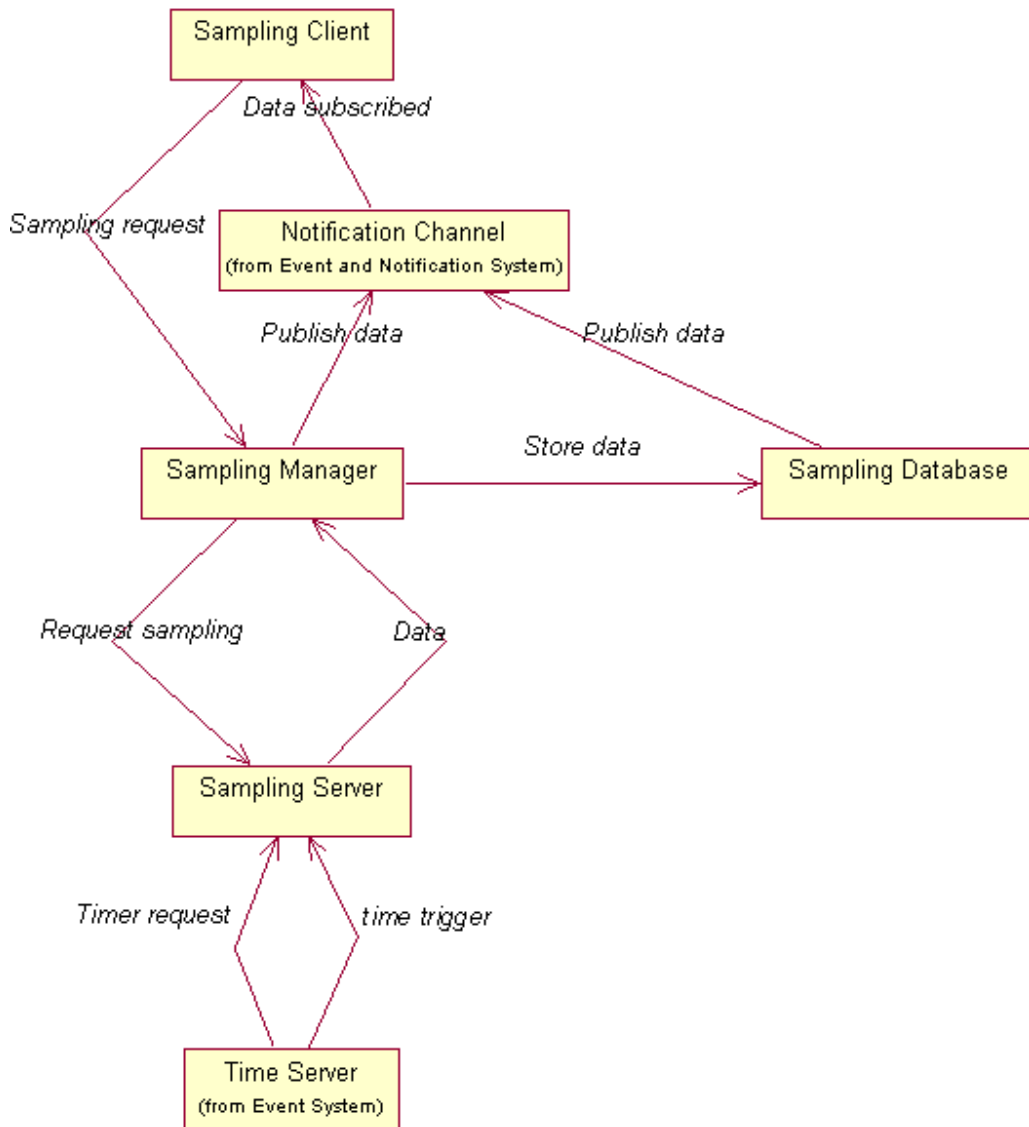 Sampling Client
Data subscribed
Sampling request
Notification Channel
(from Event and Notification System)
Publish data
Publish data
Store data
Sampling Manager
Sampling Database
Request sampling
Data
Sampling Server
Timer request
time trigger
Time Server
(from Event System)